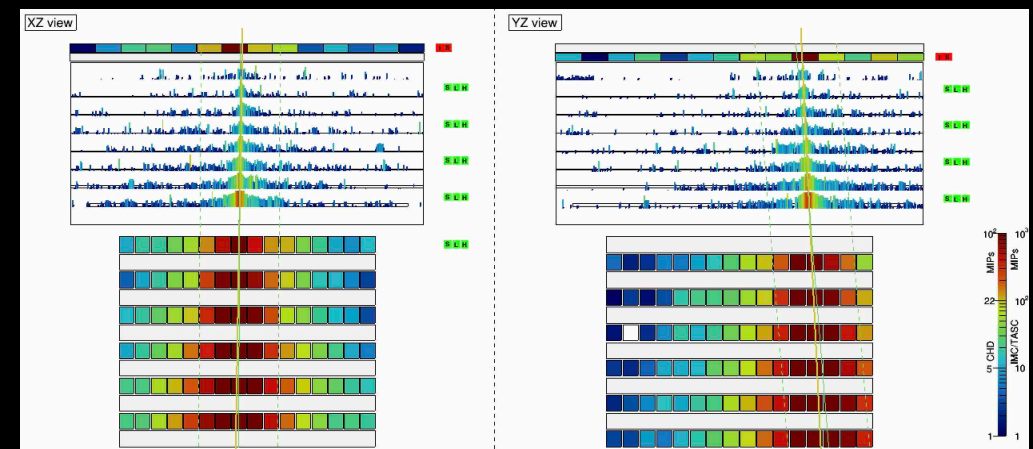 XZ view
YZ view
S L H
S L H
S L H
S L H
S L H
S L H
S L H
S L H
S L H
10²
10³
MIPs
MIPs
22
10²
CHD
IMC/TASC
5
10
1
1